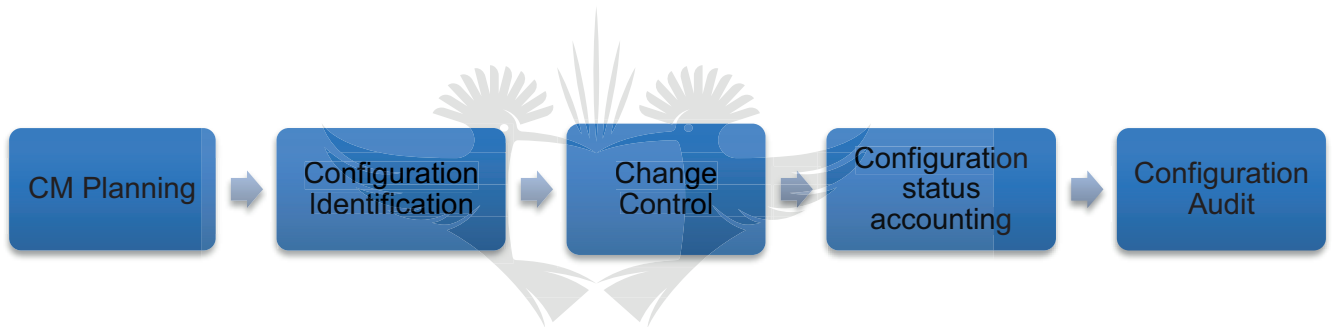 CM Planning
Configuration
Identification
Change
Control
Configuration
status
accounting
Configuration
Audit